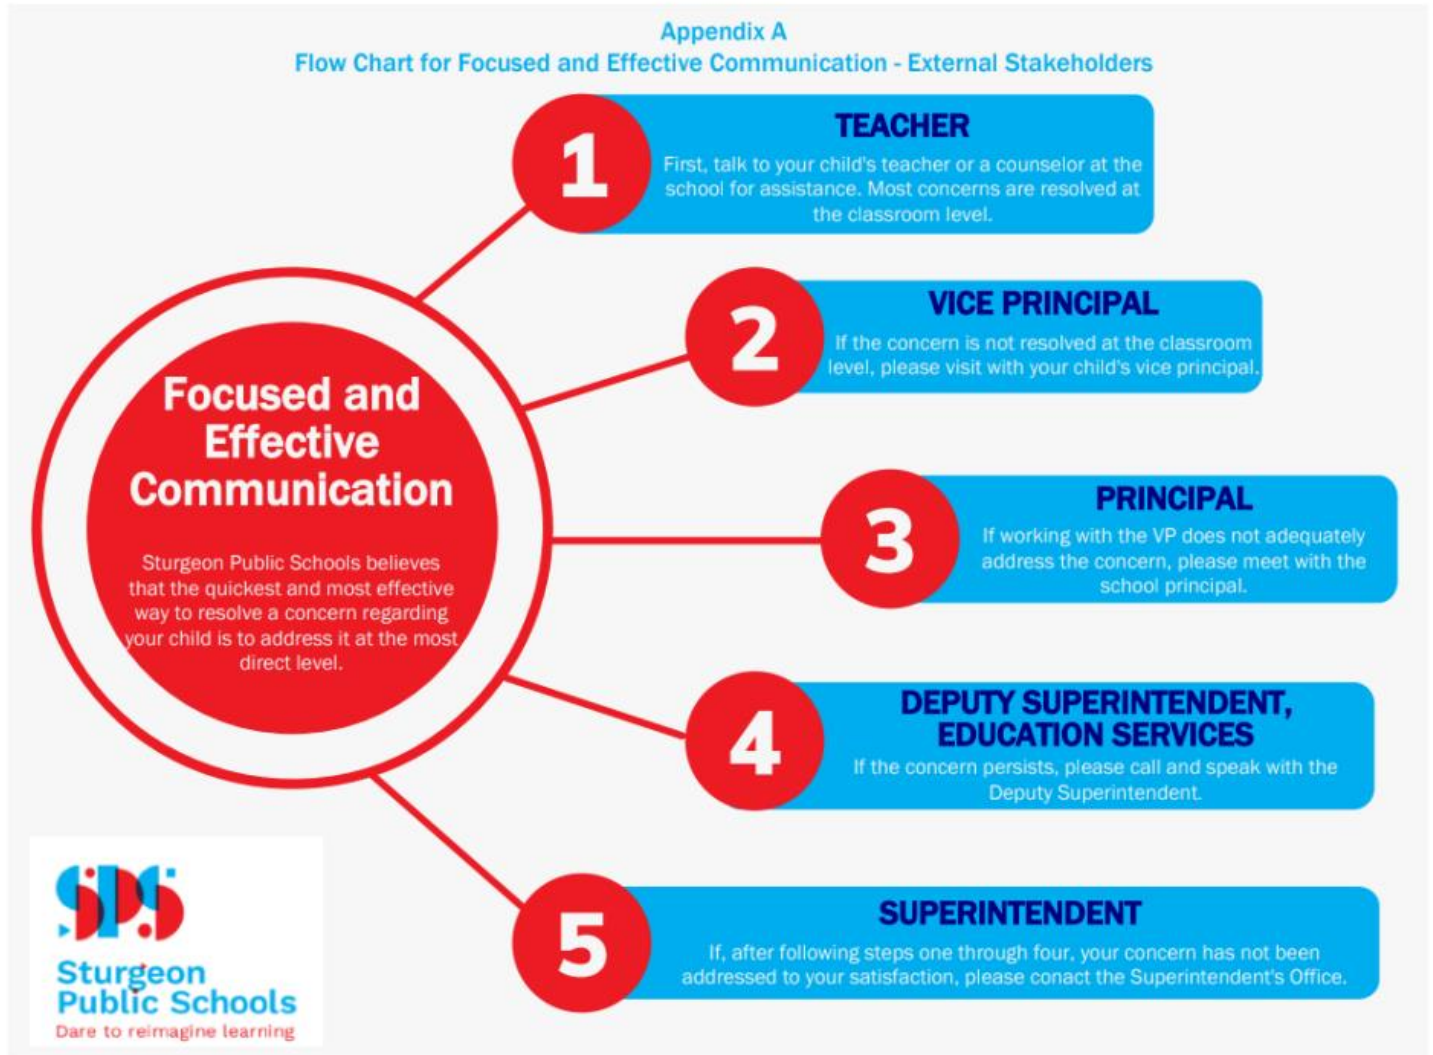 Appendix A
Flow Chart for Focused and Effective Communication - External Stakeholders
1
TEACHER
First, talk to your child's teacher or a counselor at the
school for assistance. Most concerns are resolved at
the classroom level.
2
VICE PRINCIPAL
If the concern is not resolved at the classroom
level, please visit with your child's vice principal.
Focused and
Effective
Communication
Sturgeon Public Schools believes
that the quickest and most effective
way to resolve a concern regarding
your child is to address it at the most
direct level.
3
PRINCIPAL
If working with the VP does not adequately
address the concern, please meet with the
school principal.
4
DEPUTY SUPERINTENDENT,
EDUCATION SERVICES
If the concern persists, please call and speak with the
Deputy Superintendent.
5
SUPERINTENDENT
If, after following steps one through four, your concern has not been
addressed to your satisfaction, please conact the Superintendent's Office.
SPS
Sturgeon
Public Schools
Dare to reimagine learning